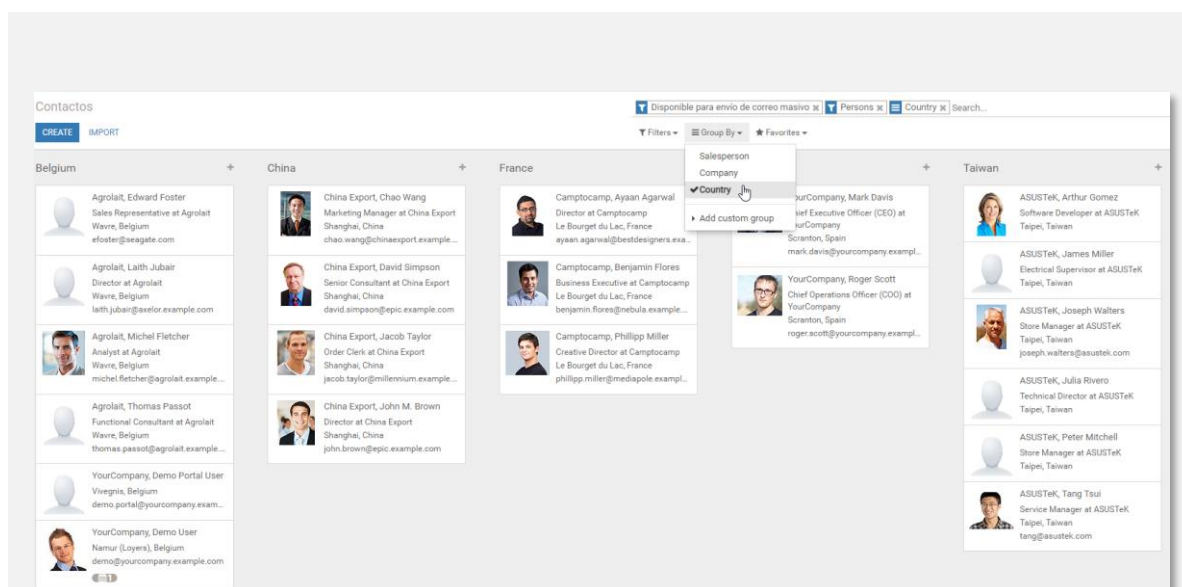 Contactos
Disponible para envío de correo masivo x Persons x Country x Search...
CREATE IMPORT
Filters Group By Favorites
Salesperson
Company
Country
Add custom group
Belgium +
Agrolait, Edward Foster
Sales Representative at Agrolait
Wavre, Belgium
efoster@seagate.com
Agrolait, Laith Jubair
Director at Agrolait
Wavre, Belgium
laith.jubair@axelor.example.com
Agrolait, Michel Fletcher
Analyst at Agrolait
Wavre, Belgium
michel.fletcher@agrolait.example...
Agrolait, Thomas Passot
Functional Consultant at Agrolait
Wavre, Belgium
thomas.passot@agrolait.example...
YourCompany, Demo Portal User
Vivegnis, Belgium
demo.portal@yourcompany.exam...
YourCompany, Demo User
Namur (Loyers), Belgium
demo@yourcompany.example.com
China +
China Export, Chao Wang
Marketing Manager at China Export
Shanghai, China
chao.wang@chinaexport.example...
China Export, David Simpson
Senior Consultant at China Export
Shanghai, China
david.simpson@epic.example.com
China Export, Jacob Taylor
Order Clerk at China Export
Shanghai, China
jacob.taylor@millennium.example...
China Export, John M. Brown
Director at China Export
Shanghai, China
john.brown@epic.example.com
France
Camptocamp, Ayaan Agarwal
Director at Camptocamp
Le Bourget du Lac, France
ayaan.agarwal@bestdesigners.exa...
Camptocamp, Benjamin Flores
Business Executive at Camptocamp
Le Bourget du Lac, France
benjamin.flores@nebula.example...
Camptocamp, Phillipp Miller
Creative Director at Camptocamp
Le Bourget du Lac, France
phillipp.miller@mediapole.exampl...
+
ourCompany, Mark Davis
hief Executive Officer (CEO) at
ourCompany
Scranton, Spain
mark.davis@yourcompany.exampl...
YourCompany, Roger Scott
Chief Operations Officer (COO) at
YourCompany
Scranton, Spain
roger.scott@yourcompany.exampl...
Taiwan +
ASUSTeK, Arthur Gomez
Software Developer at ASUSTeK
Taipei, Taiwan
ASUSTeK, James Miller
Electrical Supervisor at ASUSTeK
Taipei, Taiwan
ASUSTeK, Joseph Walters
Store Manager at ASUSTeK
Taipei, Taiwan
joseph.walters@asustek.com
ASUSTeK, Julia Rivero
Technical Director at ASUSTeK
Taipei, Taiwan
ASUSTeK, Peter Mitchell
Store Manager at ASUSTeK
Taipei, Taiwan
ASUSTeK, Tang Tsui
Service Manager at ASUSTeK
Taipei, Taiwan
tang@asustek.com